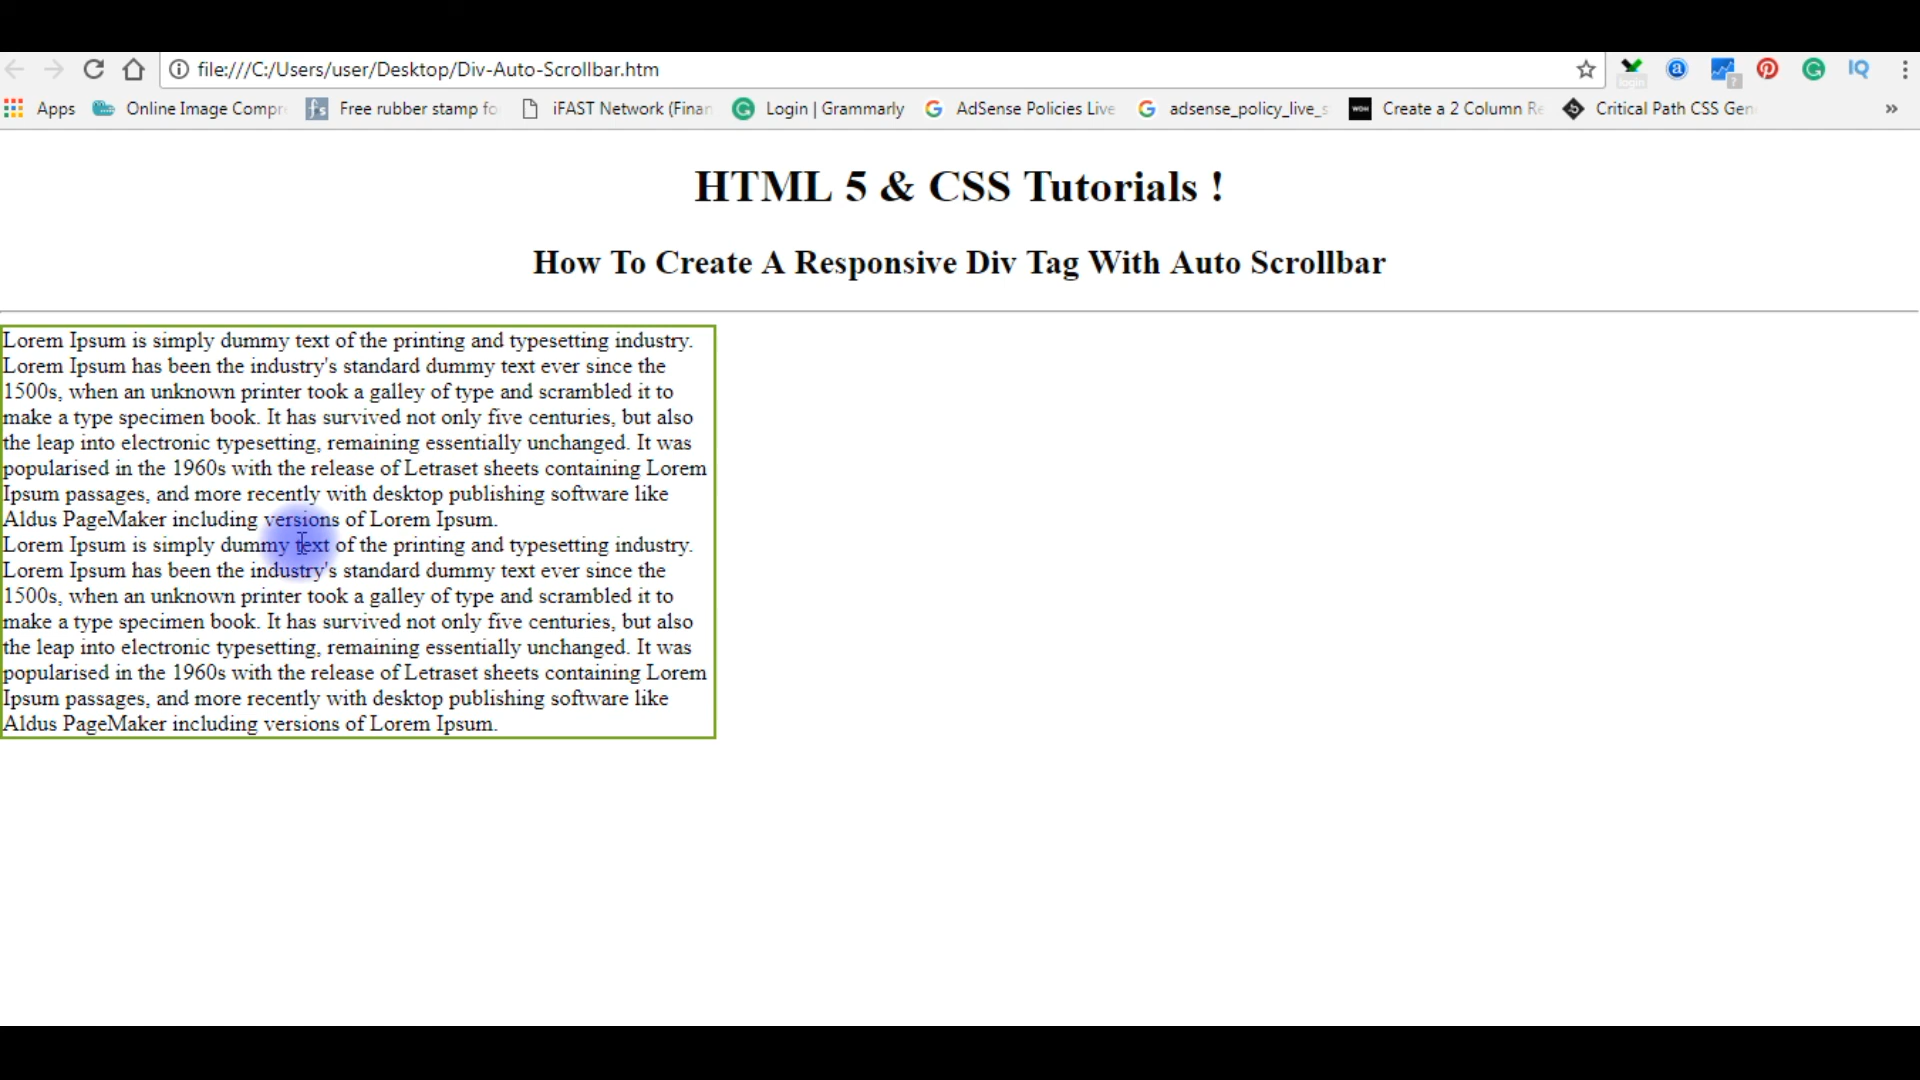 file:///C:/Users/user/Desktop/Div-Auto-Scrollbar.htm
Apps Online Image Compr Free rubber stamp fo iFAST Network (Finan Login | Grammarly AdSense Policies Live adsense_policy_live_s Create a 2 Column Re Critical Path CSS Gen »
HTML 5 & CSS Tutorials !
How To Create A Responsive Div Tag With Auto Scrollbar
Lorem Ipsum is simply dummy text of the printing and typesetting industry.
Lorem Ipsum has been the industry's standard dummy text ever since the
1500s, when an unknown printer took a galley of type and scrambled it to
make a type specimen book. It has survived not only five centuries, but also
the leap into electronic typesetting, remaining essentially unchanged. It was
popularised in the 1960s with the release of Letraset sheets containing Lorem
Ipsum passages, and more recently with desktop publishing software like
Aldus PageMaker including versions of Lorem Ipsum.
Lorem Ipsum is simply dummy text of the printing and typesetting industry.
Lorem Ipsum has been the industry's standard dummy text ever since the
1500s, when an unknown printer took a galley of type and scrambled it to
make a type specimen book. It has survived not only five centuries, but also
the leap into electronic typesetting, remaining essentially unchanged. It was
popularised in the 1960s with the release of Letraset sheets containing Lorem
Ipsum passages, and more recently with desktop publishing software like
Aldus PageMaker including versions of Lorem Ipsum.